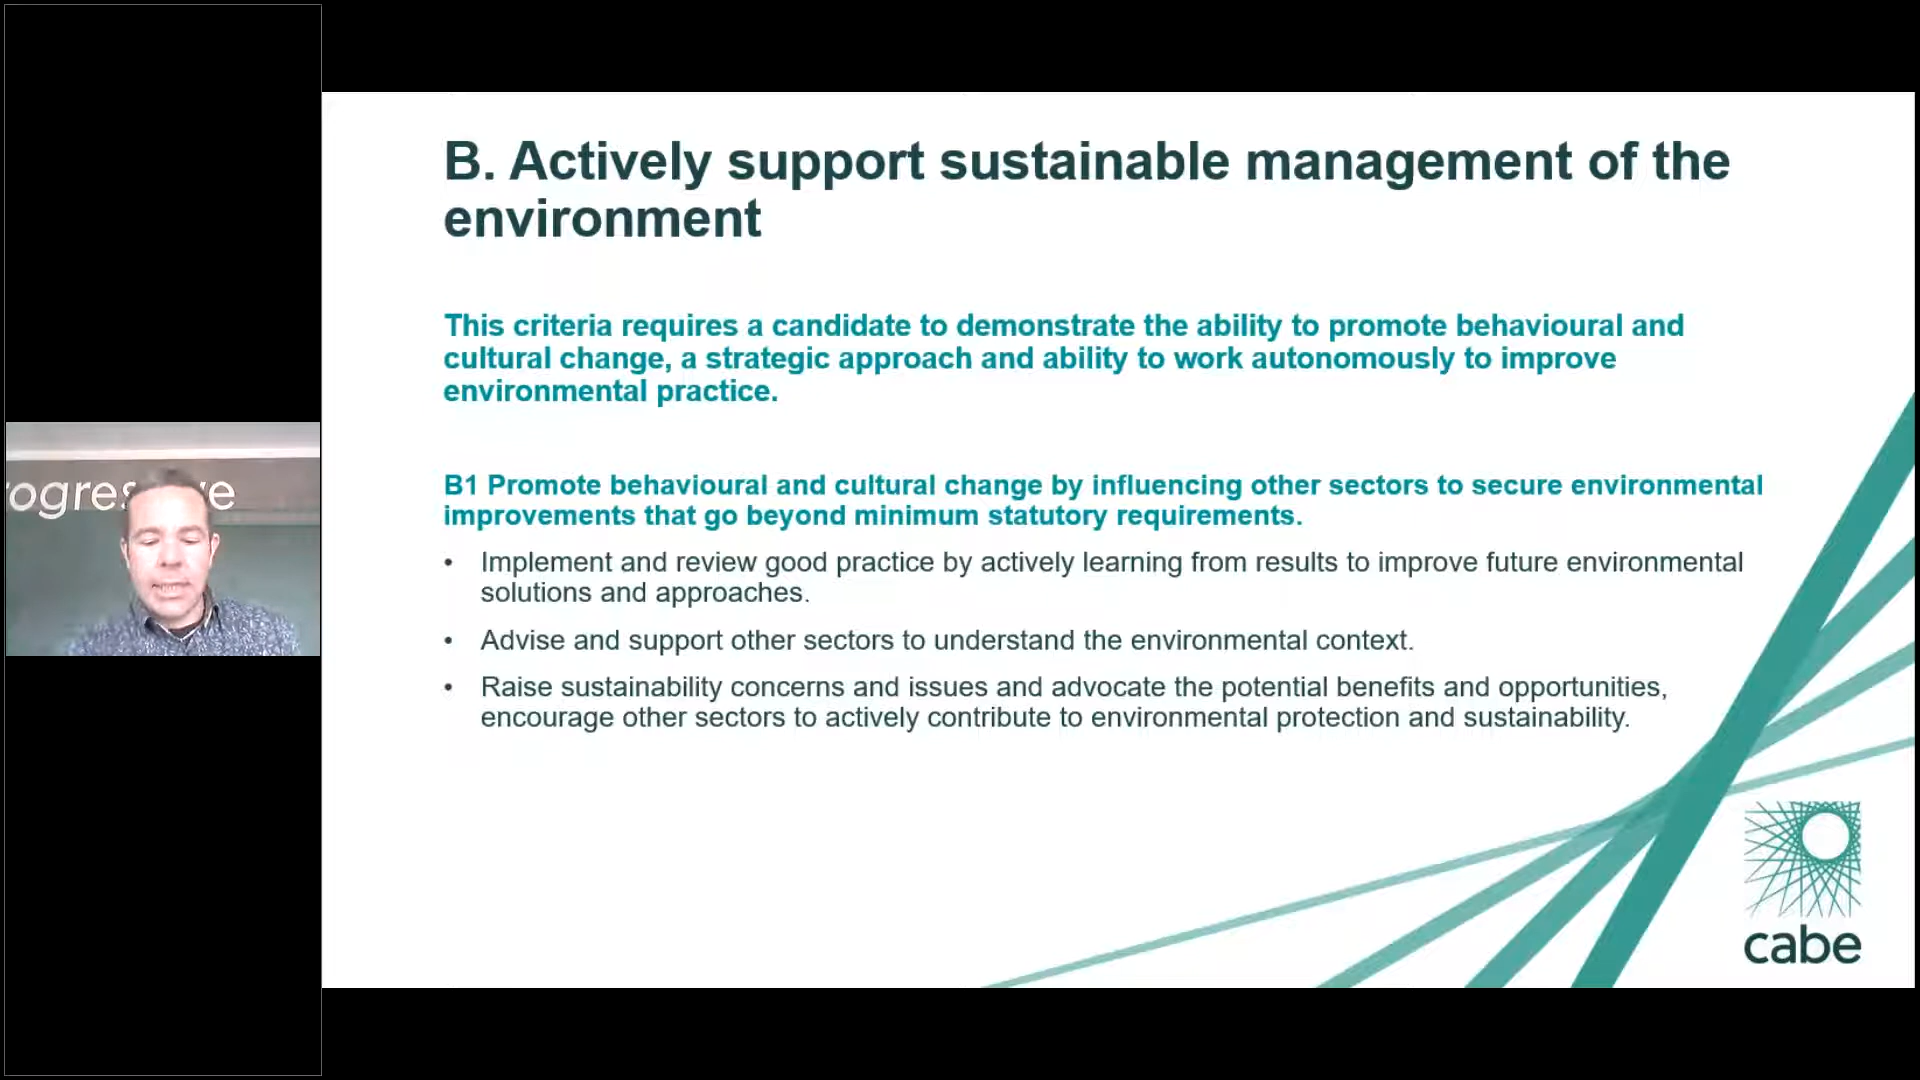 B. Actively support sustainable management of the
environment
This criteria requires a candidate to demonstrate the ability to promote behavioural and
cultural change, a strategic approach and ability to work autonomously to improve
environmental practice.
B1 Promote behavioural and cultural change by influencing other sectors to secure environmental
improvements that go beyond minimum statutory requirements.
• Implement and review good practice by actively learning from results to improve future environmental
solutions and approaches.
• Advise and support other sectors to understand the environmental context.
• Raise sustainability concerns and issues and advocate the potential benefits and opportunities,
encourage other sectors to actively contribute to environmental protection and sustainability.
cabe